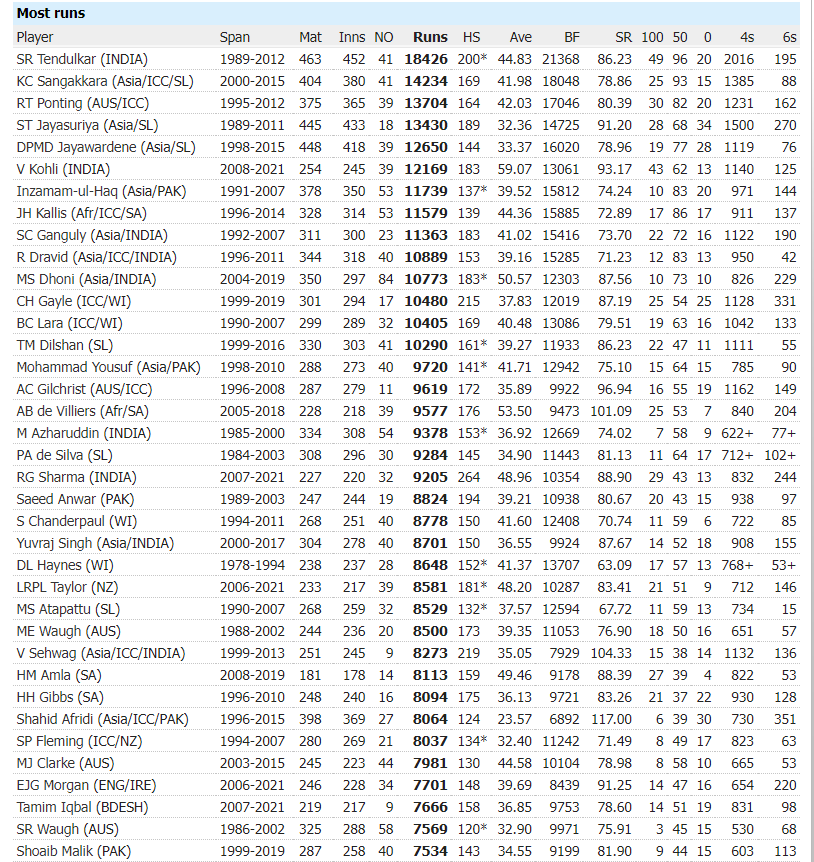 Most runs
Player Span Mat Inns NO Runs HS Ave BF SR 100 50 0 4s 6s
SR Tendulkar (INDIA) 1989-2012 463 452 41 18426 200* 44.83 21368 86.23 49 96 20 2016 195
KC Sangakkara (Asia/ICC/SL) 2000-2015 404 380 41 14234 169 41.98 18048 78.86 25 93 15 1385 88
RT Ponting (AUS/ICC) 1995-2012 375 365 39 13704 164 42.03 17046 80.39 30 82 20 1231 162
ST Jayasuriya (Asia/SL) 1989-2011 445 433 18 13430 189 32.36 14725 91.20 28 68 34 1500 270
DPMD Jayawardene (Asia/SL) 1998-2015 448 418 39 12650 144 33.37 16020 78.96 19 77 28 1119 76
V Kohli (INDIA) 2008-2021 254 245 39 12169 183 59.07 13061 93.17 43 62 13 1140 125
Inzamam-ul-Haq (Asia/PAK) 1991-2007 378 350 53 11739 137* 39.52 15812 74.24 10 83 20 971 144
JH Kallis (Afr/ICC/SA) 1996-2014 328 314 53 11579 139 44.36 15885 72.89 17 86 17 911 137
SC Ganguly (Asia/INDIA) 1992-2007 311 300 23 11363 183 41.02 15416 73.70 22 72 16 1122 190
R Dravid (Asia/ICC/INDIA) 1996-2011 344 318 40 10889 153 39.16 15285 71.23 12 83 13 950 42
MS Dhoni (Asia/INDIA) 2004-2019 350 297 84 10773 183* 50.57 12303 87.56 10 73 10 826 229
CH Gayle (ICC/WI) 1999-2019 301 294 17 10480 215 37.83 12019 87.19 25 54 25 1128 331
BC Lara (ICC/WI) 1990-2007 299 289 32 10405 169 40.48 13086 79.51 19 63 16 1042 133
TM Dilshan (SL) 1999-2016 330 303 41 10290 161* 39.27 11933 86.23 22 47 11 1111 55
Mohammad Yousuf (Asia/PAK) 1998-2010 288 273 40 9720 141* 41.71 12942 75.10 15 64 15 785 90
AC Gilchrist (AUS/ICC) 1996-2008 287 279 11 9619 172 35.89 9922 96.94 16 55 19 1162 149
AB de Villiers (Afr/SA) 2005-2018 228 218 39 9577 176 53.50 9473 101.09 25 53 7 840 204
M Azharuddin (INDIA) 1985-2000 334 308 54 9378 153* 36.92 12669 74.02 7 58 9 622+ 77+
PA de Silva (SL) 1984-2003 308 296 30 9284 145 34.90 11443 81.13 11 64 17 712+ 102+
RG Sharma (INDIA) 2007-2021 227 220 32 9205 264 48.96 10354 88.90 29 43 13 832 244
Saeed Anwar (PAK) 1989-2003 247 244 19 8824 194 39.21 10938 80.67 20 43 15 938 97
S Chanderpaul (WI) 1994-2011 268 251 40 8778 150 41.60 12408 70.74 11 59 6 722 85
Yuvraj Singh (Asia/INDIA) 2000-2017 304 278 40 8701 150 36.55 9924 87.67 14 52 18 908 155
DL Haynes (WI) 1978-1994 238 237 28 8648 152* 41.37 13707 63.09 17 57 13 768+ 53+
LRPL Taylor (NZ) 2006-2021 233 217 39 8581 181* 48.20 10287 83.41 21 51 9 712 146
MS Atapattu (SL) 1990-2007 268 259 32 8529 132* 37.57 12594 67.72 11 59 13 734 15
ME Waugh (AUS) 1988-2002 244 236 20 8500 173 39.35 11053 76.90 18 50 16 651 57
V Sehwag (Asia/ICC/INDIA) 1999-2013 251 245 9 8273 219 35.05 7929 104.33 15 38 14 1132 136
HM Amla (SA) 2008-2019 181 178 14 8113 159 49.46 9178 88.39 27 39 4 822 53
HH Gibbs (SA) 1996-2010 248 240 16 8094 175 36.13 9721 83.26 21 37 22 930 128
Shahid Afridi (Asia/ICC/PAK) 1996-2015 398 369 27 8064 124 23.57 6892 117.00 6 39 30 730 351
SP Fleming (ICC/NZ) 1994-2007 280 269 21 8037 134* 32.40 11242 71.49 8 49 17 823 63
MJ Clarke (AUS) 2003-2015 245 223 44 7981 130 44.58 10104 78.98 8 58 10 665 53
EJG Morgan (ENG/IRE) 2006-2021 246 228 34 7701 148 39.69 8439 91.25 14 47 16 654 220
Tamim Iqbal (BDESH) 2007-2021 219 217 9 7666 158 36.85 9753 78.60 14 51 19 831 98
SR Waugh (AUS) 1986-2002 325 288 58 7569 120* 32.90 9971 75.91 3 45 15 530 68
Shoaib Malik (PAK) 1999-2019 287 258 40 7534 143 34.55 9199 81.90 9 44 15 603 113